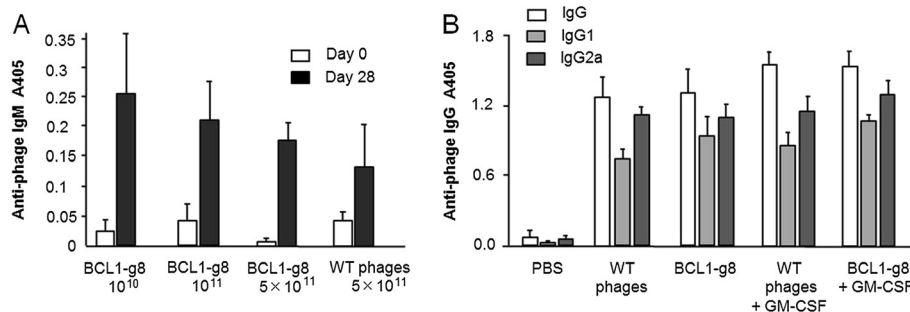 A
Anti-phage IgM A405
0.35
0.3
0.25
0.2
0.15
0.1
0.05
0
Day 0
Day 28
BCL1-g8
10¹⁰
BCL1-g8
10¹¹
BCL1-g8
5×10¹¹
WT phages
5×10¹¹
B
Anti-phage IgG A405
IgG
IgG1
IgG2a
1.8
1.2
0.6
0.0
PBS
WT
phages
BCL1-g8
WT
phages
+ GM-CSF
BCL1-g8
+ GM-CSF